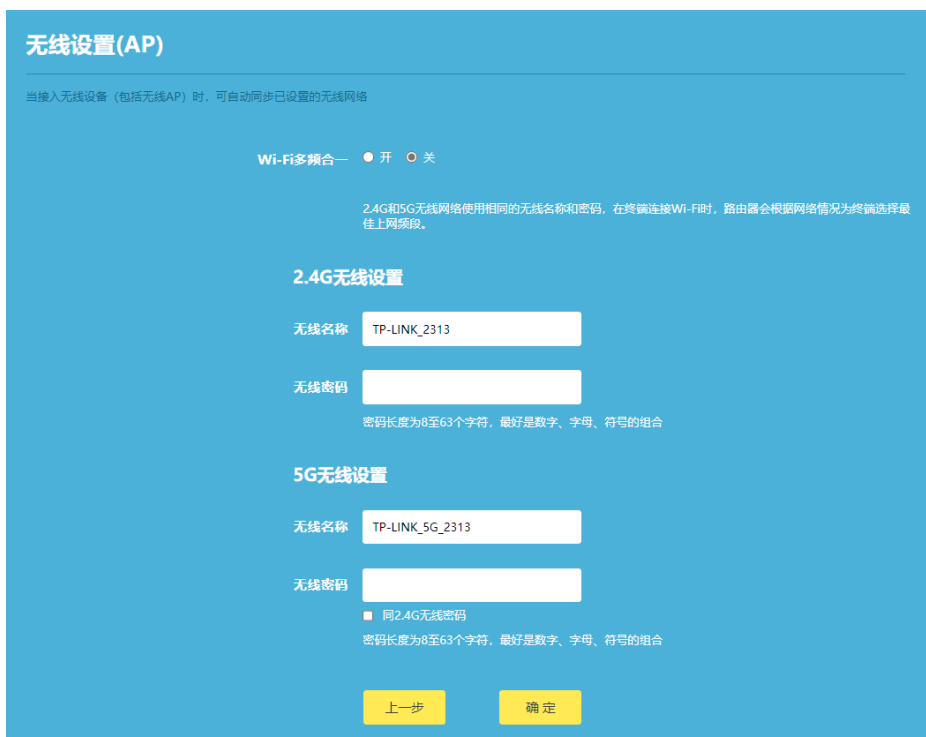 无线设置(AP)
当接入无线设备（包括无线AP）时，可自动同步已设置的无线网络
Wi-Fi多频合一 开 关
2.4G和5G无线网络使用相同的无线名称和密码，在终端连接Wi-Fi时，路由器会根据网络情况为终端选择最
佳上网频段。
2.4G无线设置
无线名称 TP-LINK_2313
无线密码
密码长度为8至63个字符，最好是数字、字母、符号的组合
5G无线设置
无线名称 TP-LINK_5G_2313
无线密码
同2.4G无线密码
密码长度为8至63个字符，最好是数字、字母、符号的组合
上一步 确 定